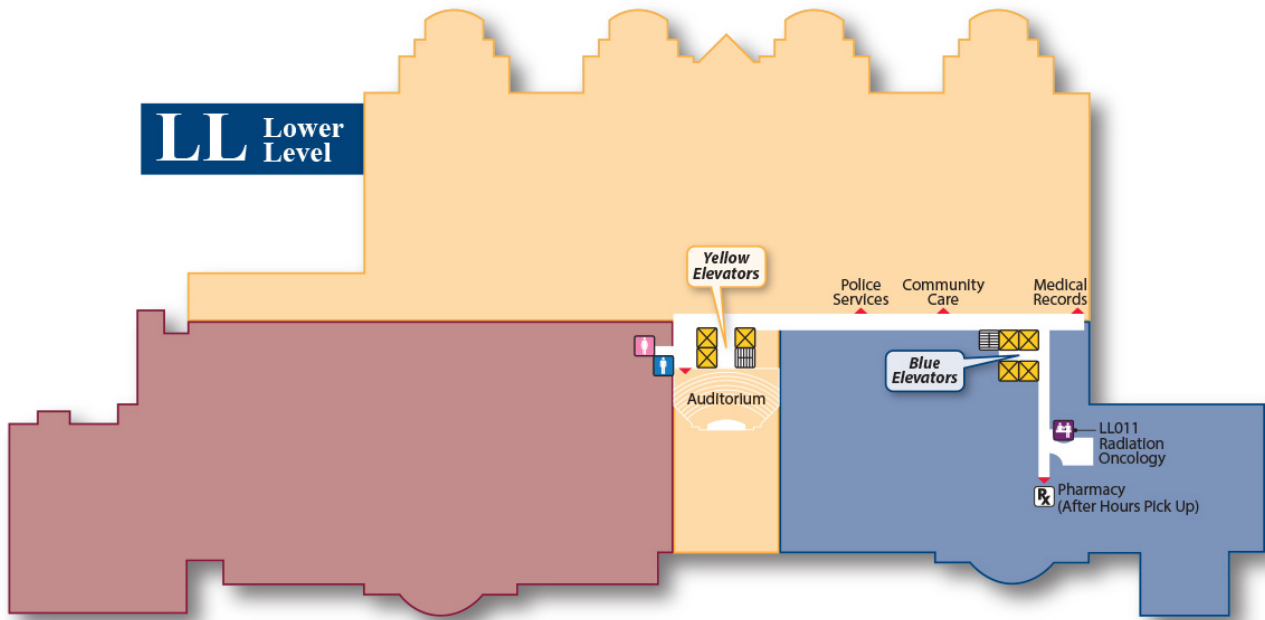 LL Lower
Level
Yellow
Elevators
Police
Services
Community
Care
Medical
Records
Blue
Elevators
Auditorium
LL011
Radiation
Oncology
Rx
Pharmacy
(After Hours Pick Up)